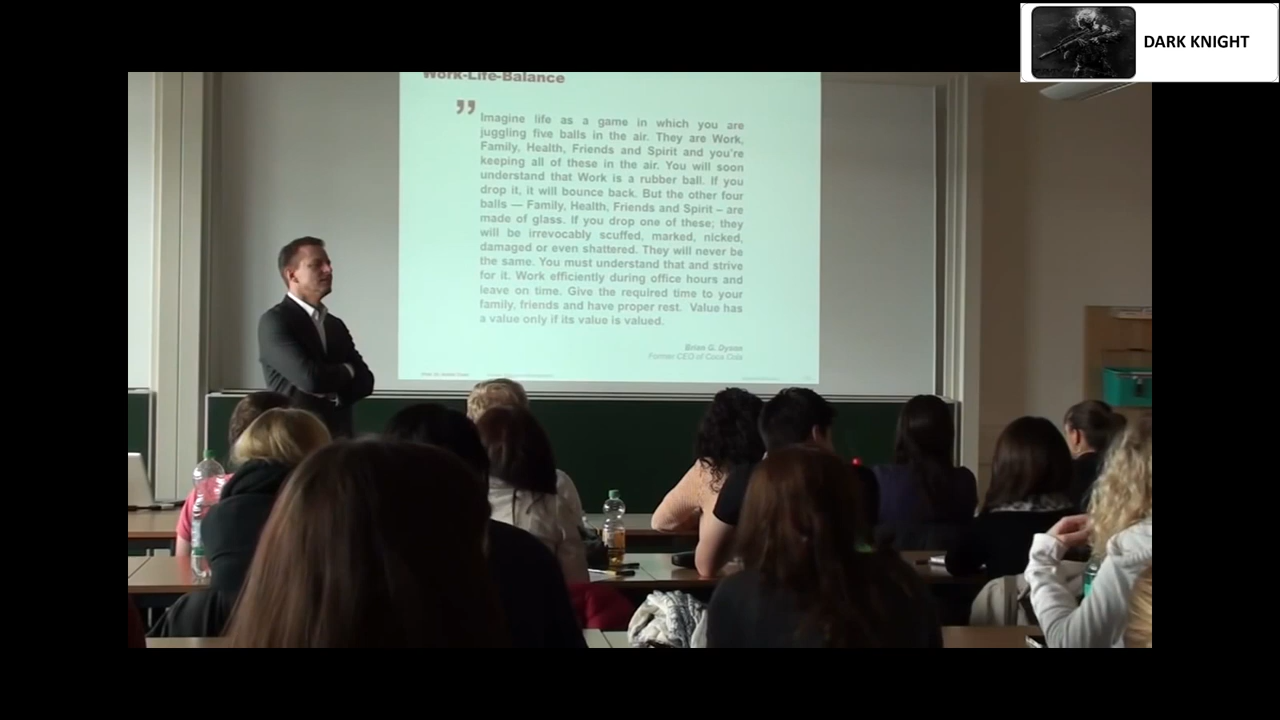 DARK KNIGHT
Work-Life-Balance
”
Imagine life as a game in which you are
juggling five balls in the air. They are Work,
Family, Health, Friends and Spirit and you're
keeping all of these in the air. You will soon
understand that Work is a rubber ball. If you
drop it, it will bounce back. But the other four
balls — Family, Health, Friends and Spirit – are
made of glass. If you drop one of these; they
will be irrevocably scuffed, marked, nicked,
damaged or even shattered. They will never be
the same. You must understand that and strive
for it. Work efficiently during office hours and
leave on time. Give the required time to your
family, friends and have proper rest. Value has
a value only if its value is valued.
Brian G. Dyson
Former CEO of Coca Cola